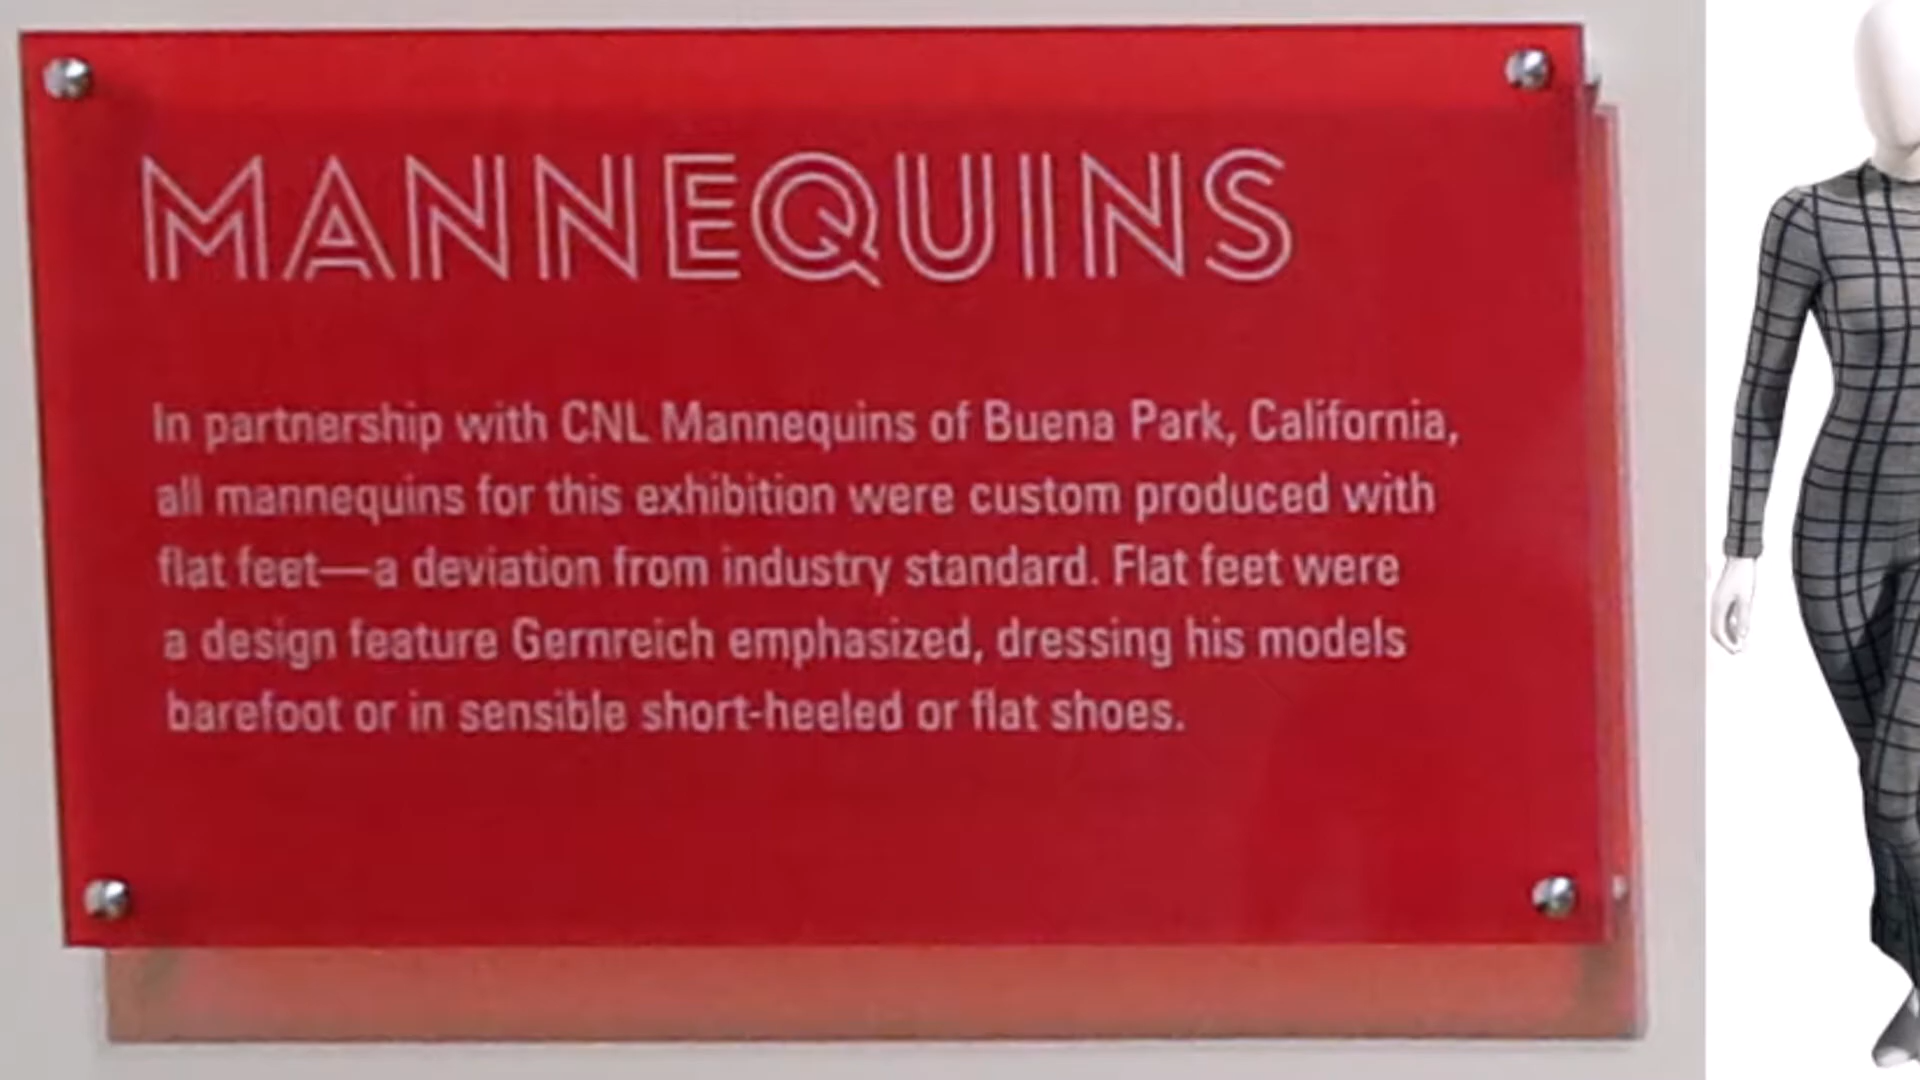 MANNEQUINS
In partnership with CNL Mannequins of Buena Park, California,
all mannequins for this exhibition were custom produced with
flat feet—a deviation from industry standard. Flat feet were
a design feature Gernreich emphasized, dressing his models
barefoot or in sensible short-heeled or flat shoes.